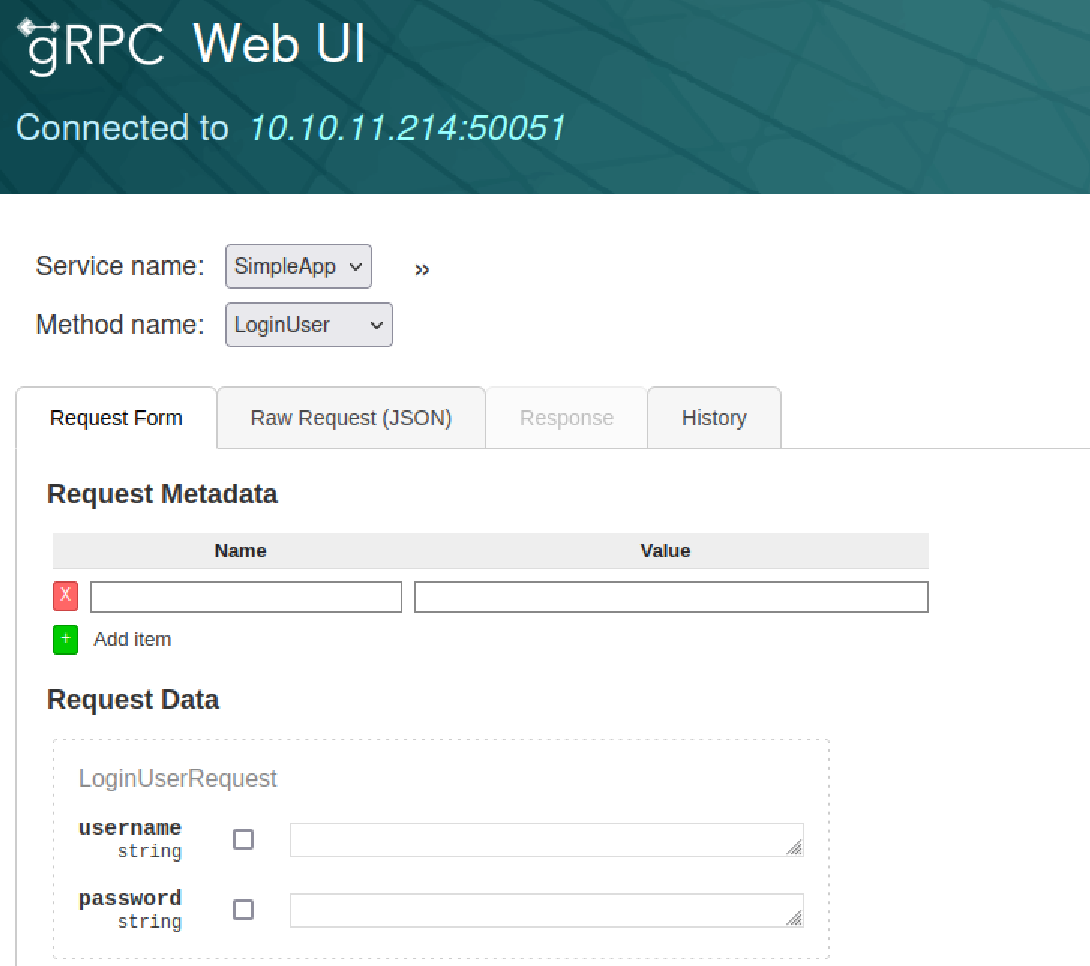 gRPC Web UI
Connected to 10.10.11.214:50051
Service name: SimpleApp »
Method name: LoginUser
Request Form Raw Request (JSON) Response History
Request Metadata
Name Value
X
+ Add item
Request Data
LoginUserRequest
username
string
password
string